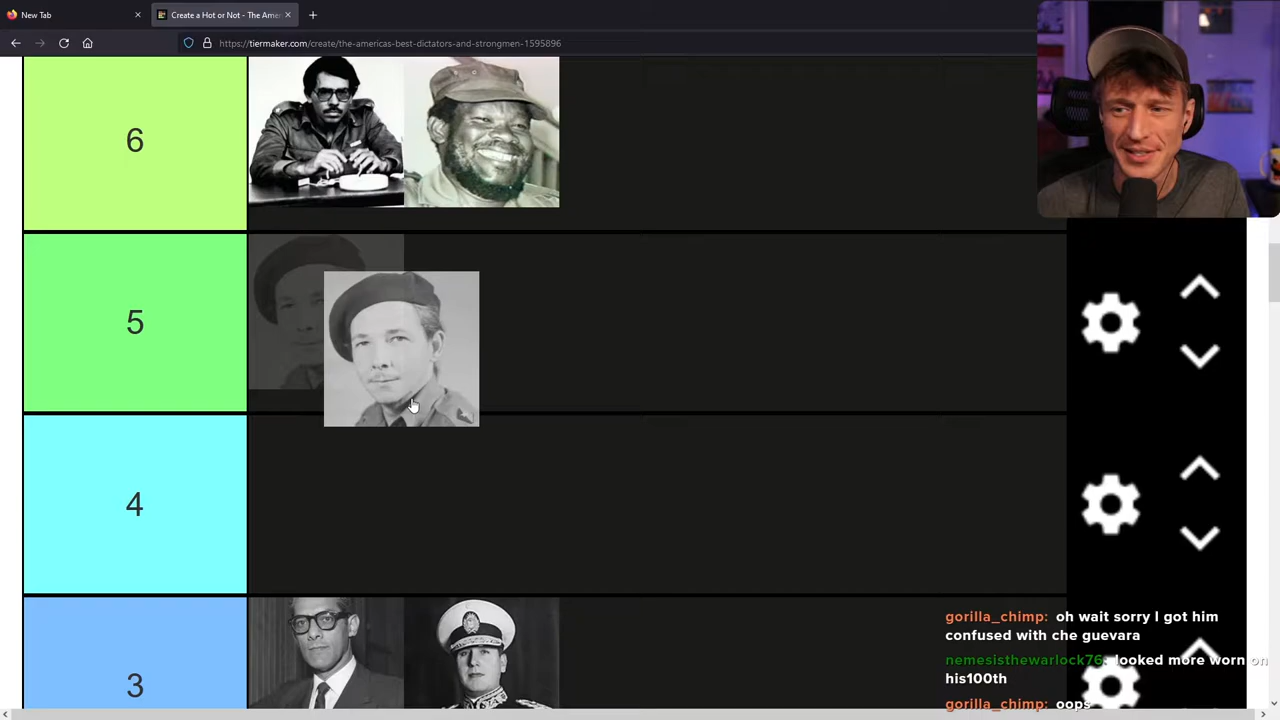 New Tab
Create a Hot or Not - The Ame
https://tiermaker.com/create/the-americas-best-dictators-and-strongmen-1595896
6
5
4
3
gorilla_chimp: oh wait sorry I got him
confused with che guevara
nemesisthewarlock76: looked more worn on
his100th
gorilla_chimp: oops